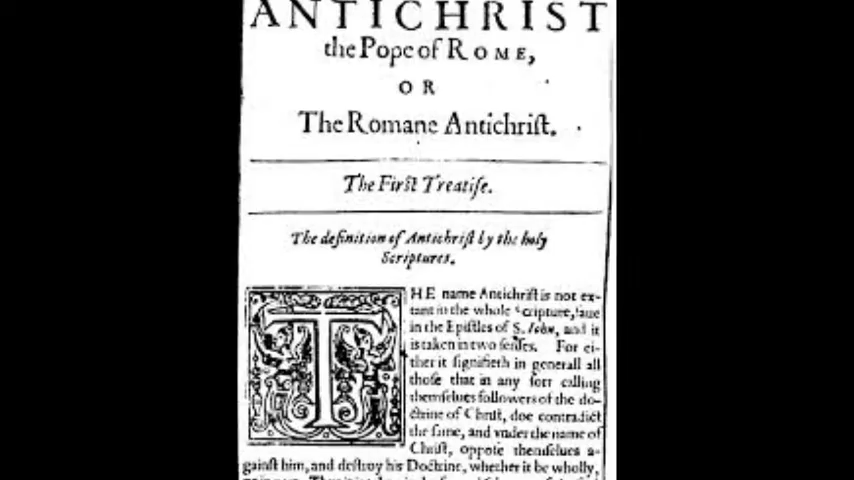 ANTICHRIST
the Pope of ROME,
OR
The Romane Antichrist.
The First Treatiſe.
The definition of Antichriſt by the holy
Scriptures.
THE name Antichriſt is not ex-
tant in the whole Scripture, ſaue
in the Epiſtles of S. Iohn, and it
is taken in two ſenſes. For ei-
ther it ſignifieth in generall all
thoſe that in any ſort calling
themſelues followers of the do-
ctrine of Chriſt, doe contradict
the ſame, and vnder the name of
Chriſt, oppoſe themſelues a-
gainſt him, and deſtroy his Doctrine, whether it be wholly,